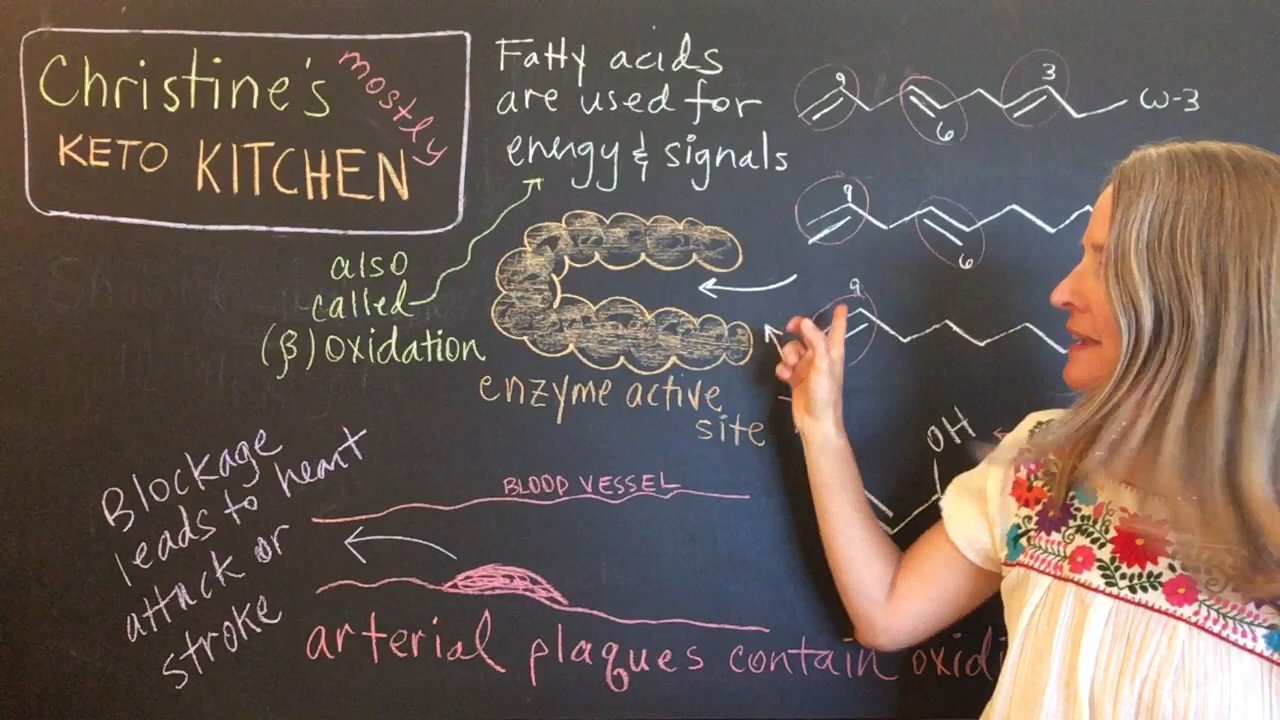 Christine's
mostly
KETO KITCHEN
Fatty acids
are used for
energy & signals
also
called
(β) oxidation
enzyme active
site
9
6
3
ω-3
9
6
9
OH
BLOOD VESSEL
Blockage
leads to heart
attack or
stroke
arterial plaques contain oxidi